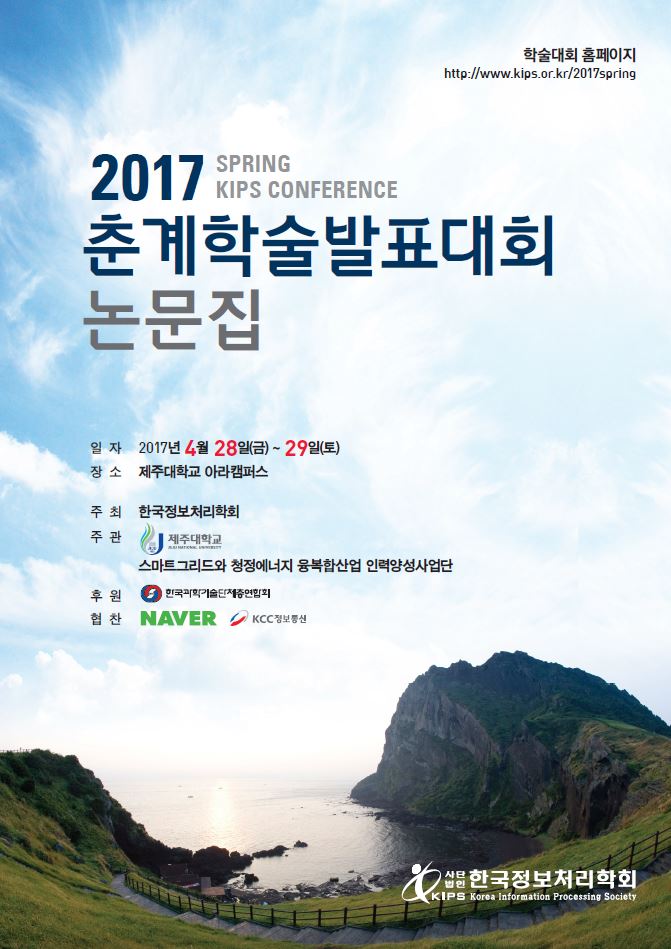 학술대회 홈페이지
http://www.kips.or.kr/2017spring
2017 SPRING
KIPS CONFERENCE
춘계학술발표대회
논문집
일 자 2017년 4월 28일(금) ~ 29일(토)
장 소 제주대학교 아라캠퍼스
주 최 한국정보처리학회
주 관 제주대학교
JEJU NATIONAL UNIVERSITY
스마트그리드와 청정에너지 융복합산업 인력양성사업단
후 원 한국과학기술단체총연합회
협 찬 NAVER KCC정보통신
사단법인 한국정보처리학회
KIPS Korea Information Processing Society